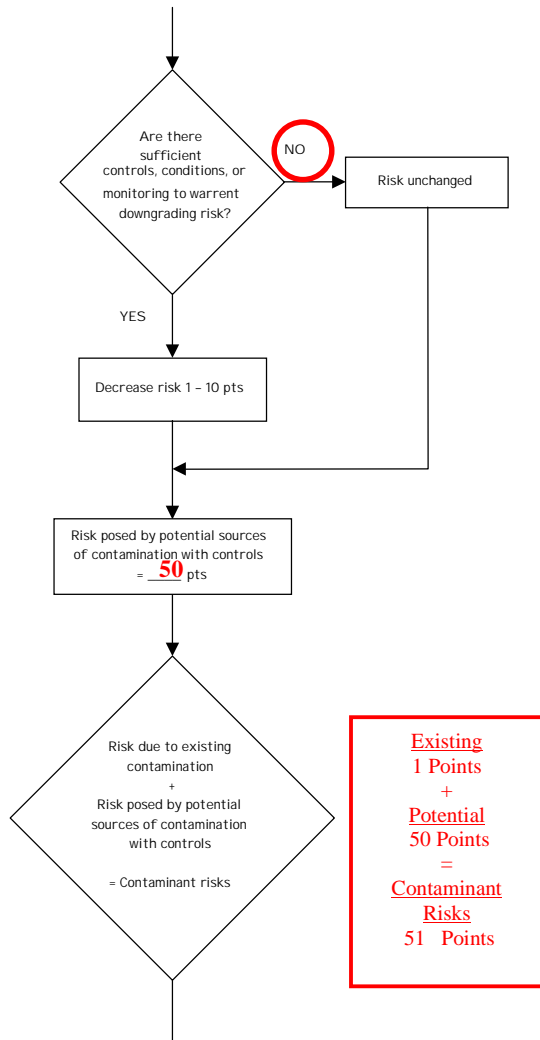 Are there
sufficient
controls, conditions, or
monitoring to warrent
downgrading risk?
NO
Risk unchanged
YES
Decrease risk 1 – 10 pts
Risk posed by potential sources
of contamination with controls
= 50 pts
Risk due to existing
contamination
+
Risk posed by potential
sources of contamination
with controls
= Contaminant risks
Existing
1 Points
+
Potential
50 Points
=
Contaminant
Risks
51 Points